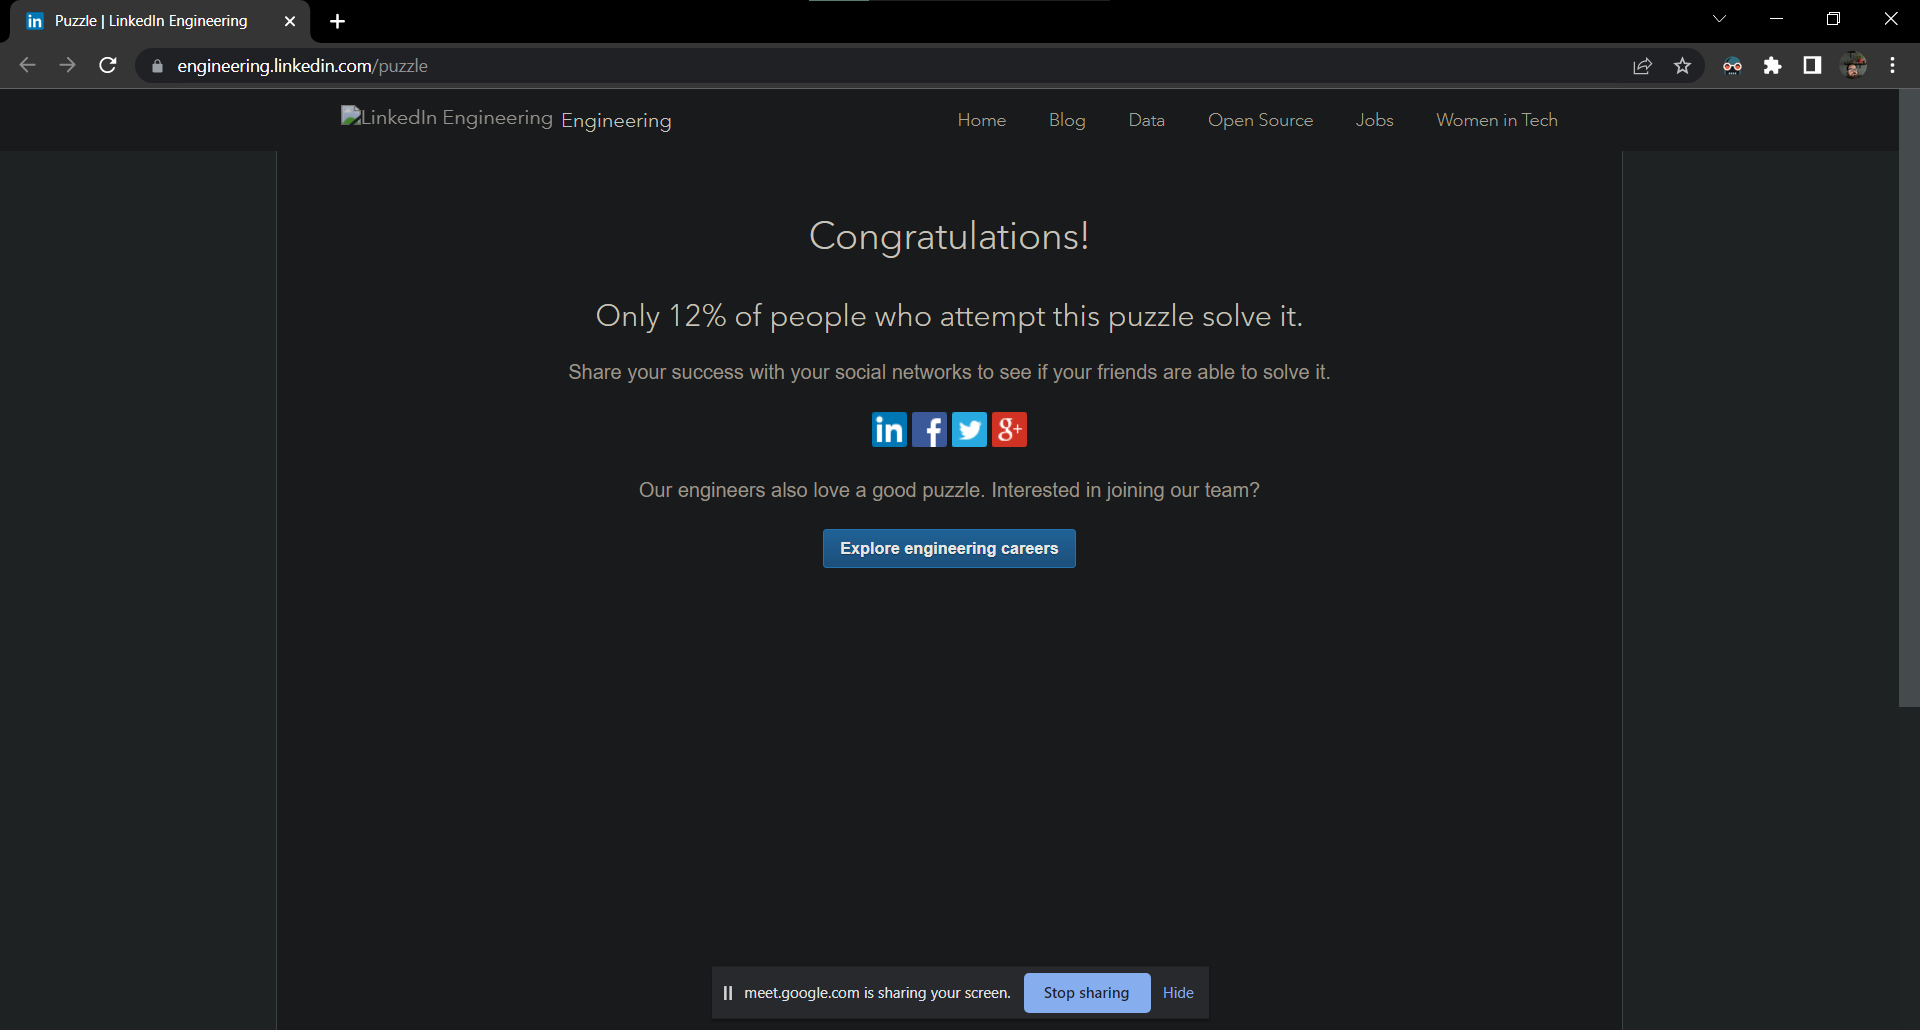 Puzzle | LinkedIn Engineering
engineering.linkedin.com/puzzle
LinkedIn Engineering Engineering Home Blog Data Open Source Jobs Women in Tech
Congratulations!
Only 12% of people who attempt this puzzle solve it.
Share your success with your social networks to see if your friends are able to solve it.
in f g+
Our engineers also love a good puzzle. Interested in joining our team?
Explore engineering careers
meet.google.com is sharing your screen. Stop sharing Hide